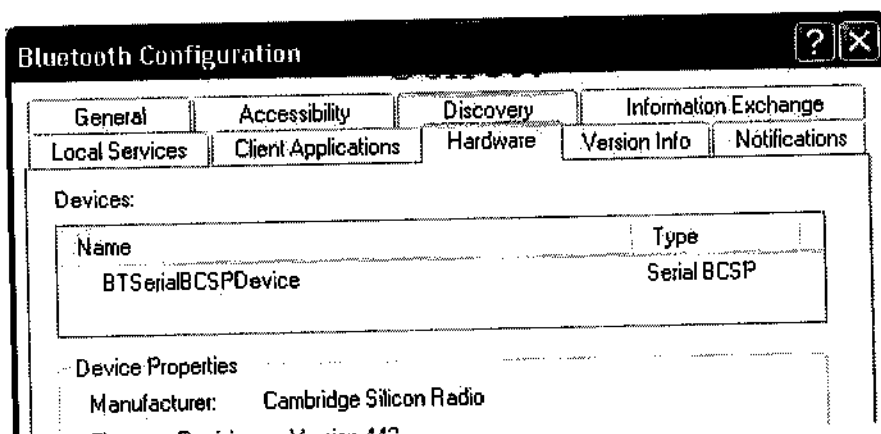 Bluetooth Configuration
General Accessibility Discovery Information Exchange
Local Services Client Applications Hardware Version Info Notifications
Devices:
Name Type
BTSerialBCSPDevice Serial BCSP
Device Properties
Manufacturer: Cambridge Silicon Radio